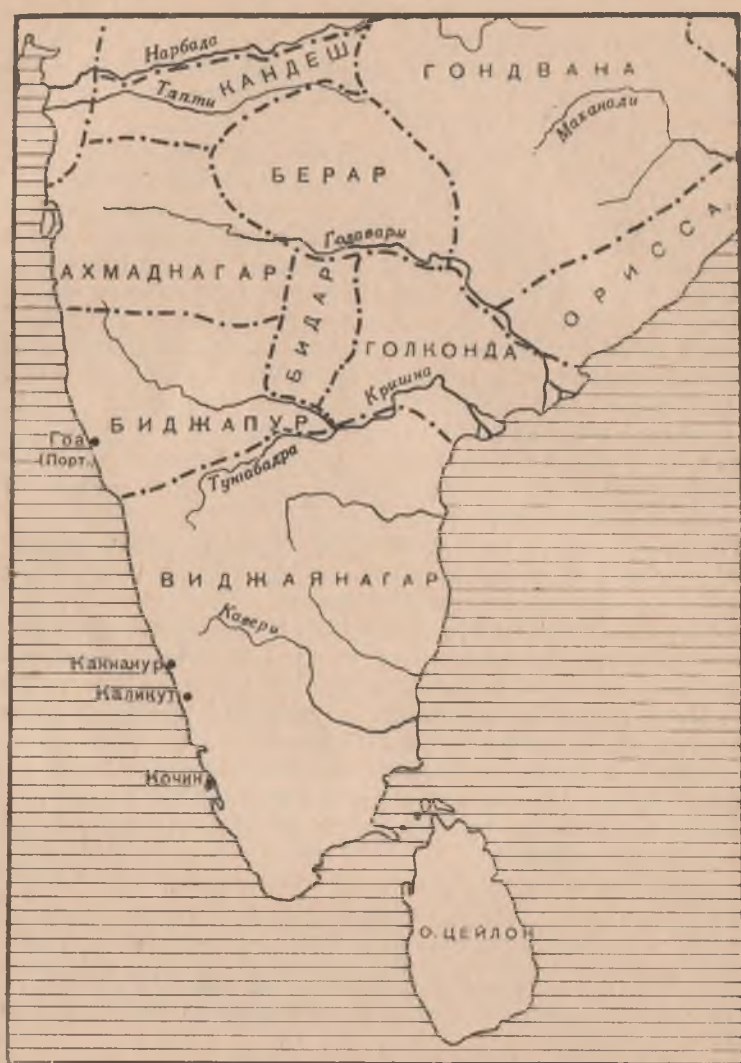 Нарбада
КАНДЕШ
Тапти
ГОНДВАНА
Маханади
БЕРАР
Годавари
АХМАДНАГАР
БИДАР
ОРИССА
ГОЛКОНДА
Кришна
БИДЖАПУР
Гоа
(Порт.)
Тунгабадра
ВИДЖАЯНАГАР
Кавери
Каннанур
Каликут
Кочин
О. ЦЕЙЛОН